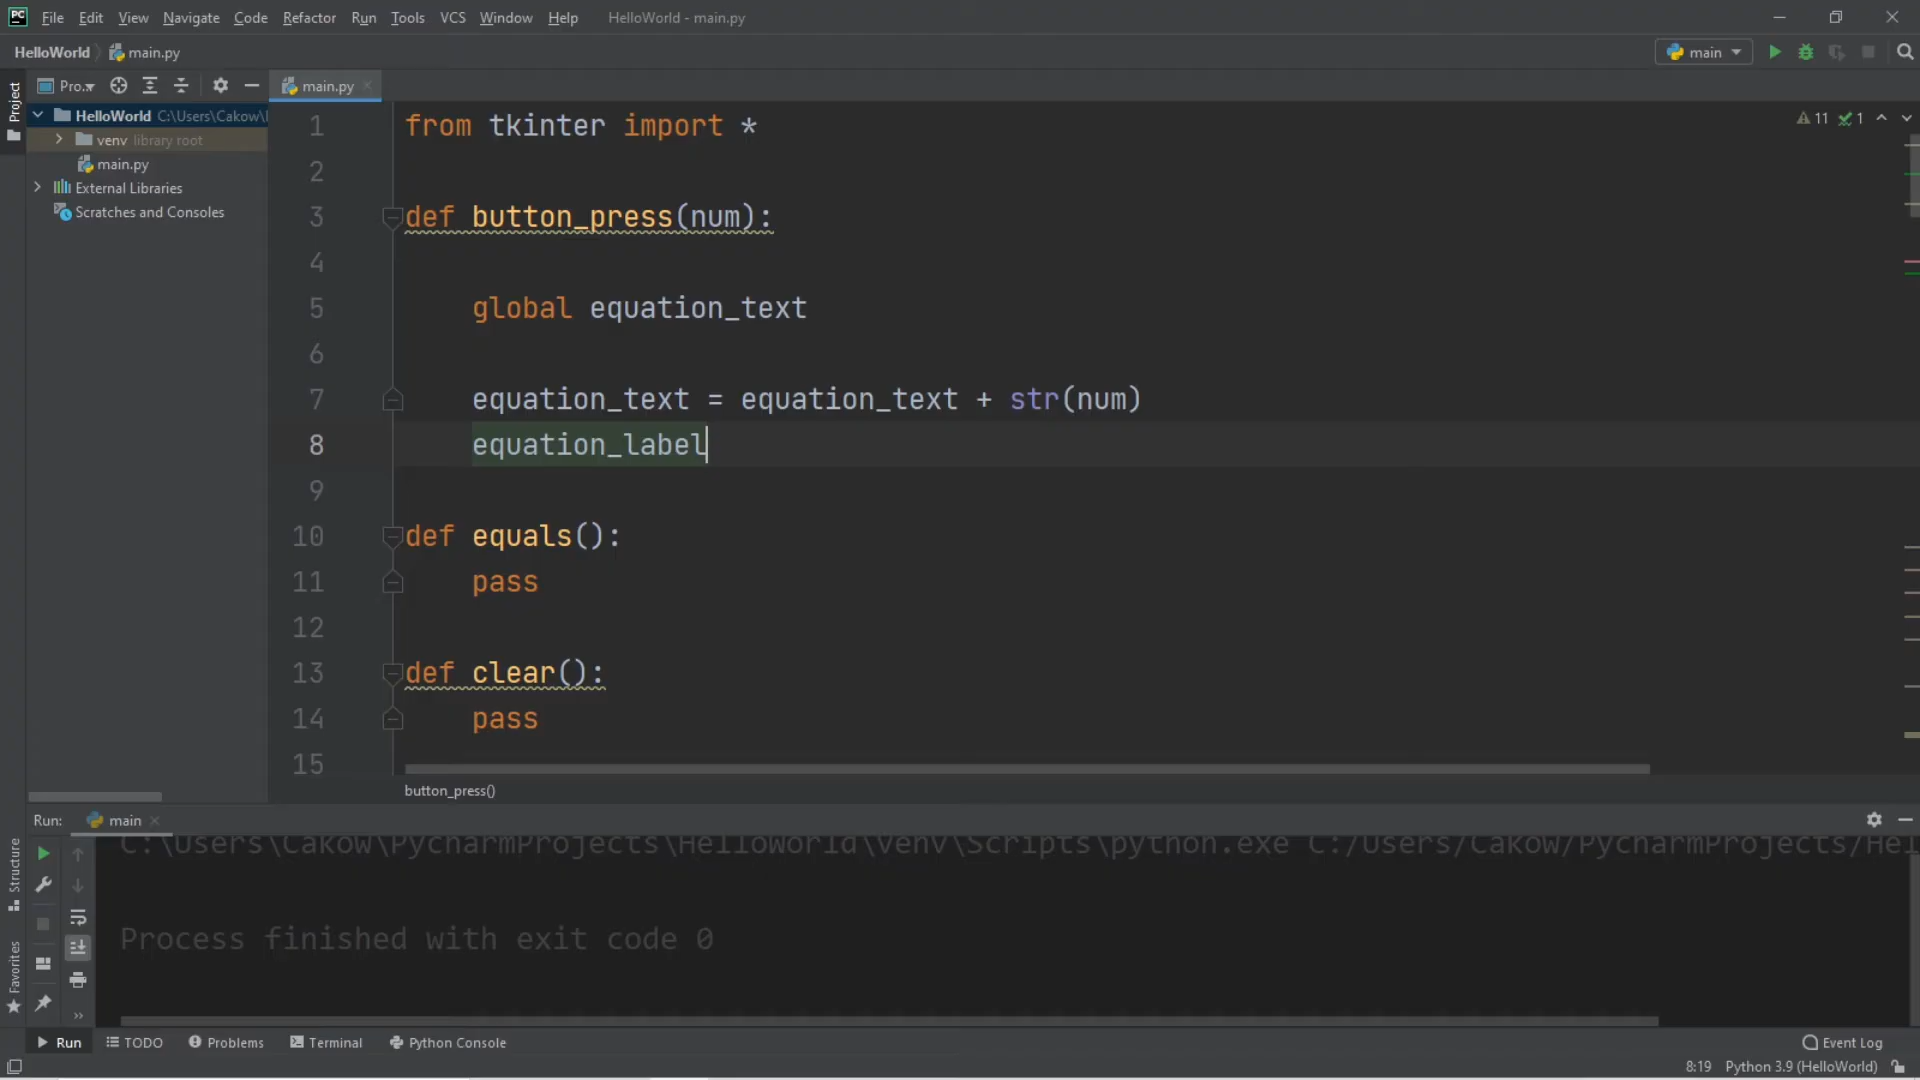 PC File Edit View Navigate Code Refactor Run Tools VCS Window Help HelloWorld - main.py
HelloWorld main.py main
Project Pro... main.py
HelloWorld C:\Users\Cakow\
venv library root
main.py
External Libraries
Scratches and Consoles
11 1
1 from tkinter import *
2
3 def button_press(num):
4
5 global equation_text
6
7 equation_text = equation_text + str(num)
8 equation_label
9
10 def equals():
11 pass
12
13 def clear():
14 pass
15
button_press()
Run: main
C:\Users\Cakow\PycharmProjects\HelloWorld\venv\Scripts\python.exe C:/Users/Cakow/PycharmProjects/Hel
Process finished with exit code 0
Structure
Favorites
Run TODO Problems Terminal Python Console Event Log
8:19 Python 3.9 (HelloWorld)